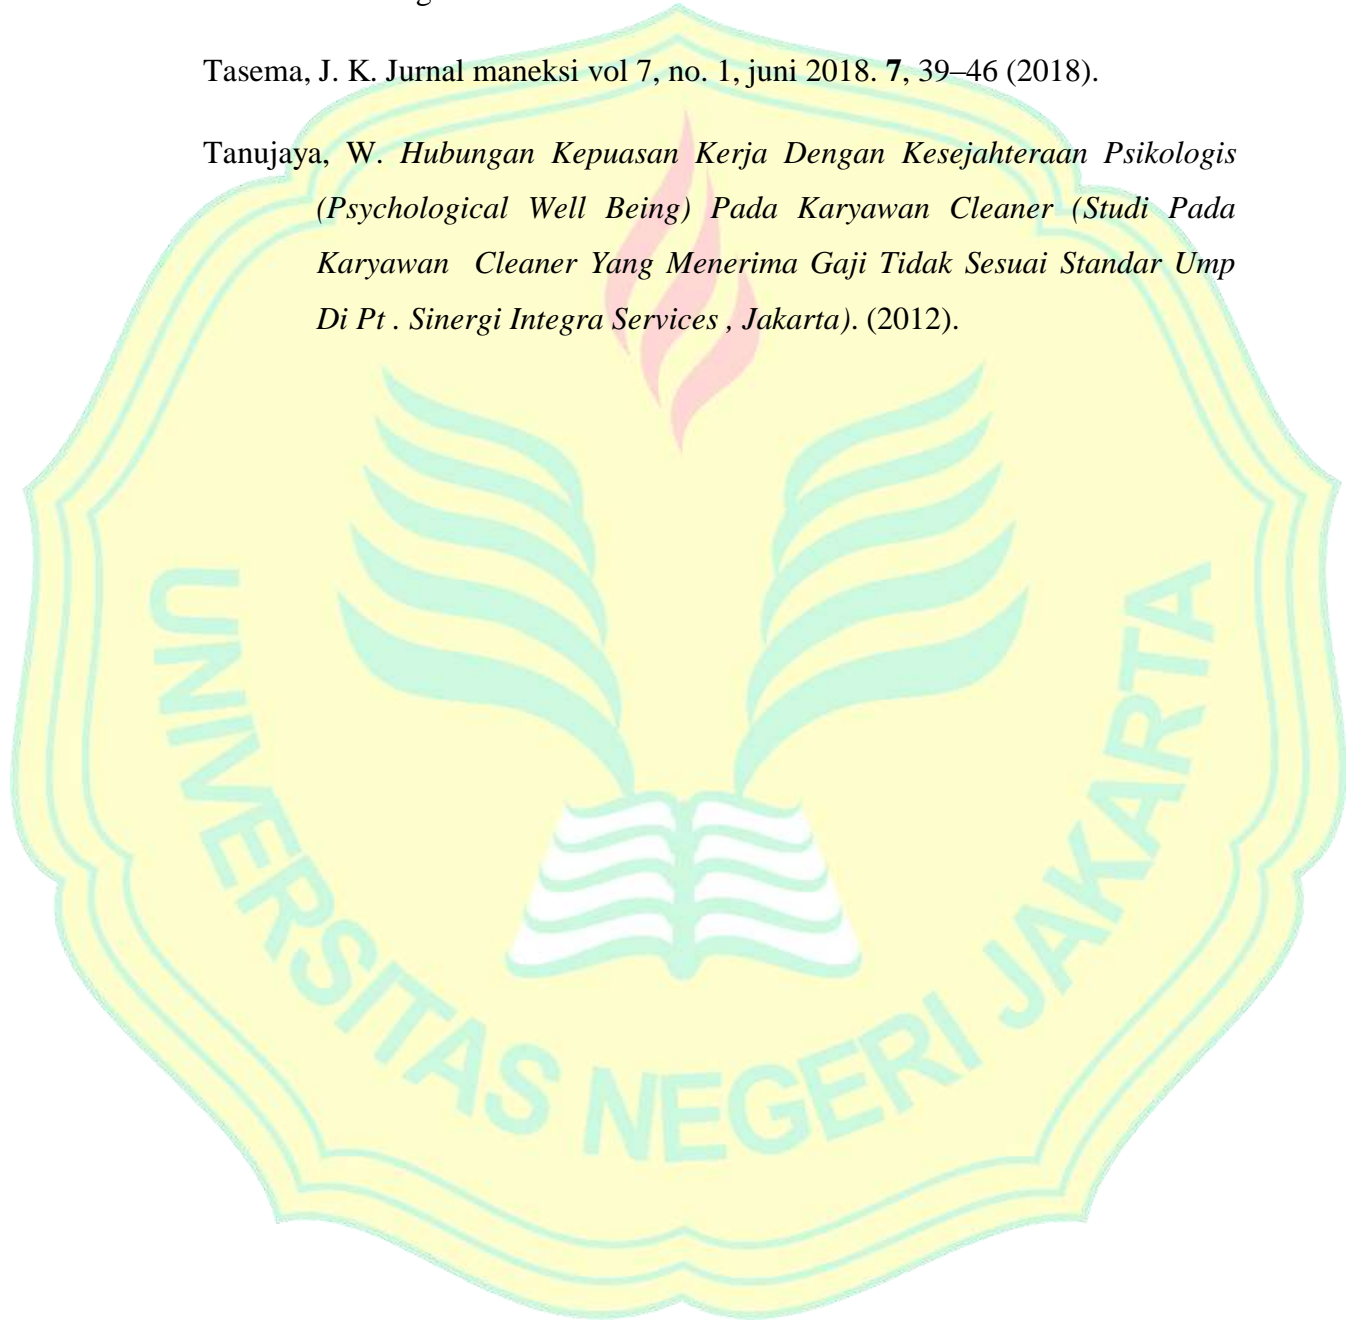 Tasema, J. K. Jurnal maneksi vol 7, no. 1, juni 2018. 7, 39–46 (2018).
Tanujaya, W. Hubungan Kepuasan Kerja Dengan Kesejahteraan Psikologis
(Psychological Well Being) Pada Karyawan Cleaner (Studi Pada
Karyawan Cleaner Yang Menerima Gaji Tidak Sesuai Standar Ump
Di Pt . Sinergi Integra Services , Jakarta). (2012).
UNIVERSITAS NEGERI JAKARTA